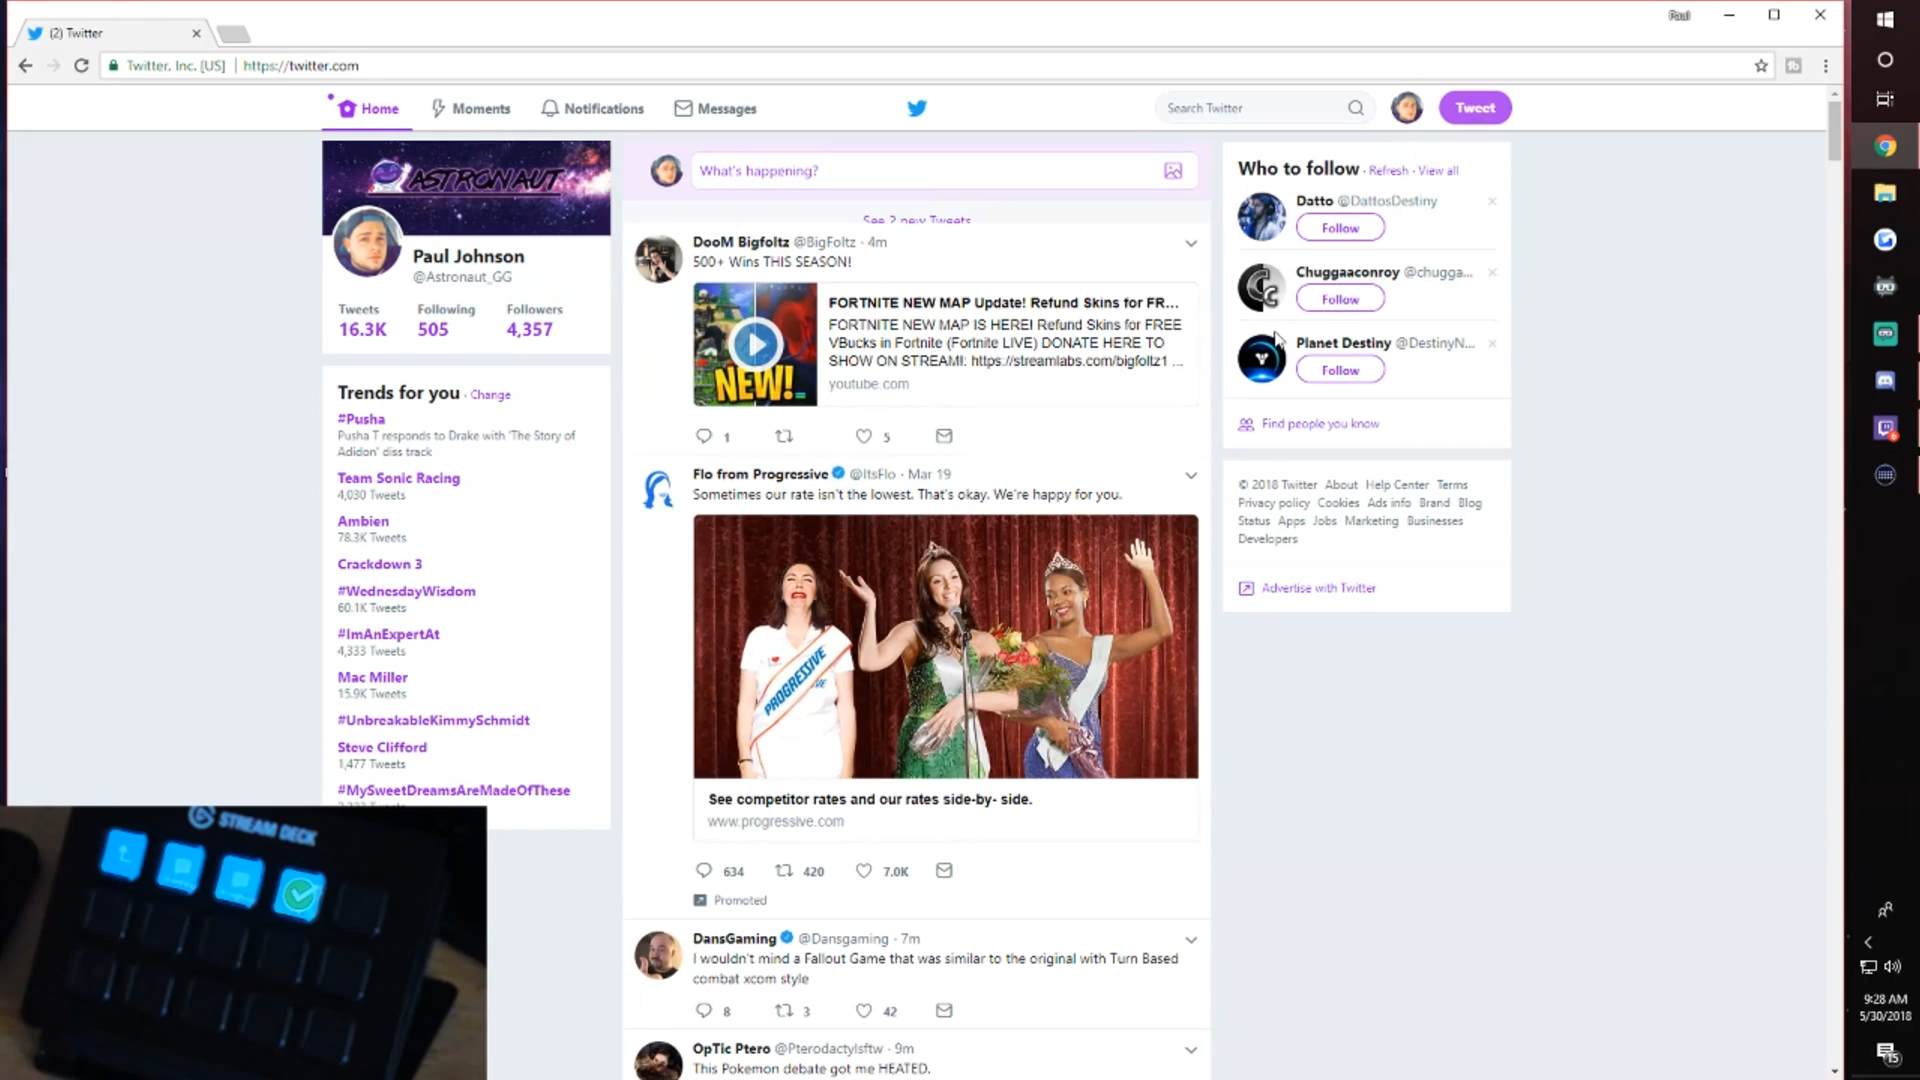 Paul
(2) Twitter
Twitter, Inc. [US] | https://twitter.com
Home
Moments
Notifications
Messages
Search Twitter
Tweet
ASTRONAUT
Paul Johnson
@Astronaut_GG
Tweets Following Followers
16.3K 505 4,357
Trends for you · Change
#Pusha
Pusha T responds to Drake with 'The Story of
Adidon' diss track
Team Sonic Racing
4,030 Tweets
Ambien
78.3K Tweets
Crackdown 3
#WednesdayWisdom
60.1K Tweets
#ImAnExpertAt
4,333 Tweets
Mac Miller
15.9K Tweets
#UnbreakableKimmySchmidt
Steve Clifford
1,477 Tweets
#MySweetDreamsAreMadeOfThese
STREAM DECK
What's happening?
See 2 new Tweets
DooM Bigfoltz @BigFoltz · 4m
500+ Wins THIS SEASON!
NEW!
FORTNITE NEW MAP Update! Refund Skins for FR...
FORTNITE NEW MAP IS HERE! Refund Skins for FREE
VBucks in Fortnite (Fortnite LIVE) DONATE HERE TO
SHOW ON STREAM!: https://streamlabs.com/bigfoltz1 ...
youtube.com
1 5
Flo from Progressive @ItsFlo · Mar 19
Sometimes our rate isn't the lowest. That's okay. We're happy for you.
PROGRESSIVE
See competitor rates and our rates side-by- side.
www.progressive.com
634 420 7.0K
Promoted
DansGaming @Dansgaming · 7m
I wouldn't mind a Fallout Game that was similar to the original with Turn Based
combat xcom style
8 3 42
OpTic Ptero @Pterodactylsftw · 9m
This Pokemon debate got me HEATED.
Who to follow · Refresh · View all
Datto @DattosDestiny
Follow
Chuggaaconroy @chugga...
Follow
Planet Destiny @DestinyN...
Follow
Find people you know
© 2018 Twitter About Help Center Terms
Privacy policy Cookies Ads info Brand Blog
Status Apps Jobs Marketing Businesses
Developers
Advertise with Twitter
9:28 AM
5/30/2018
15